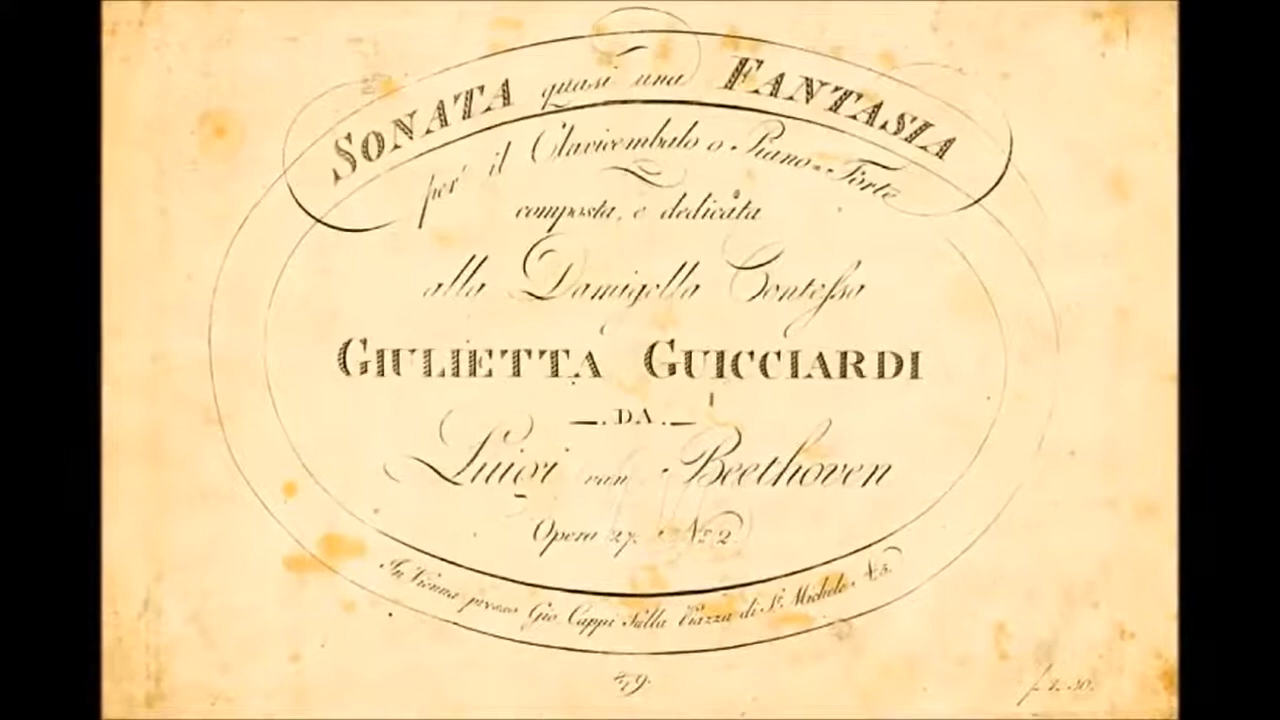 SONATA quasi una FANTASIA
per il Clavicembalo o Piano=Forte
composta, e dedicata
alla Damigella Contessa
GIULIETTA GUICCIARDI
DA
Luigi van Beethoven
Opera 27. No 2.
In Vienna presso Gio. Cappi Sulla Piazza di St. Michele No. 5.